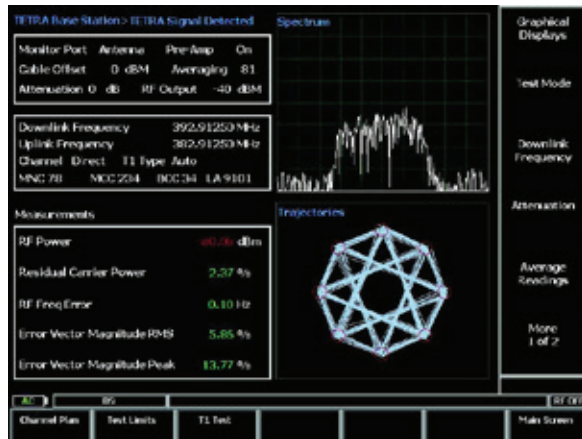 TETRA Base Station > TETRA Signal Detected
Spectrum
Graphical
Displays
Monitor Port Antenna Pre-Amp On
Cable Offset 0 dBM Averaging 81
Attenuation 0 dB RF Output -40 dBM
Test Mode
Downlink Frequency 392.91250 MHz
Uplink Frequency 382.91250 MHz
Channel Direct T1 Type Auto
MNC 78 MCC 234 BCC 34 LA 9101
Downlink
Frequency
Attenuation
Measurements
Trajectories
RF Power dBm
Residual Carrier Power 2.37 %
RF Freq Error 0.10 Hz
Error Vector Magnitude RMS 5.85 %
Error Vector Magnitude Peak 13.77 %
Average
Readings
More
1 of 2
AC BS RF OFF
Channel Plan Test Limits T1 Test Main Screen